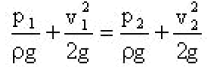 p₁/ρg + v₁²/2g = p₂/ρg + v₂²/2g